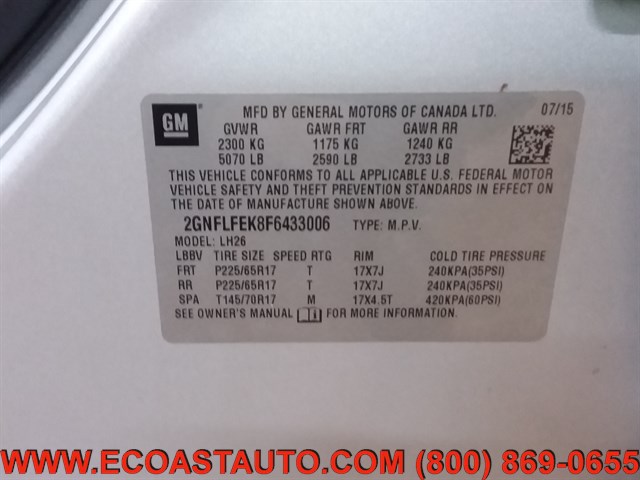 GM
MFD BY GENERAL MOTORS OF CANADA LTD. 07/15
GVWR GAWR FRT GAWR RR
2300 KG 1175 KG 1240 KG
5070 LB 2590 LB 2733 LB
THIS VEHICLE CONFORMS TO ALL APPLICABLE U.S. FEDERAL MOTOR
VEHICLE SAFETY AND THEFT PREVENTION STANDARDS IN EFFECT ON
THE DATE OF MANUFACTURE SHOWN ABOVE.
2GNFLFEK8F6433006 TYPE: M.P.V.
MODEL: LH26
LBBV TIRE SIZE SPEED RTG RIM COLD TIRE PRESSURE
FRT P225/65R17 T 17X7J 240KPA(35PSI)
RR P225/65R17 T 17X7J 240KPA(35PSI)
SPA T145/70R17 M 17X4.5T 420KPA(60PSI)
SEE OWNER'S MANUAL FOR MORE INFORMATION.
WWW.ECOASTAUTO.COM (800) 869-0655